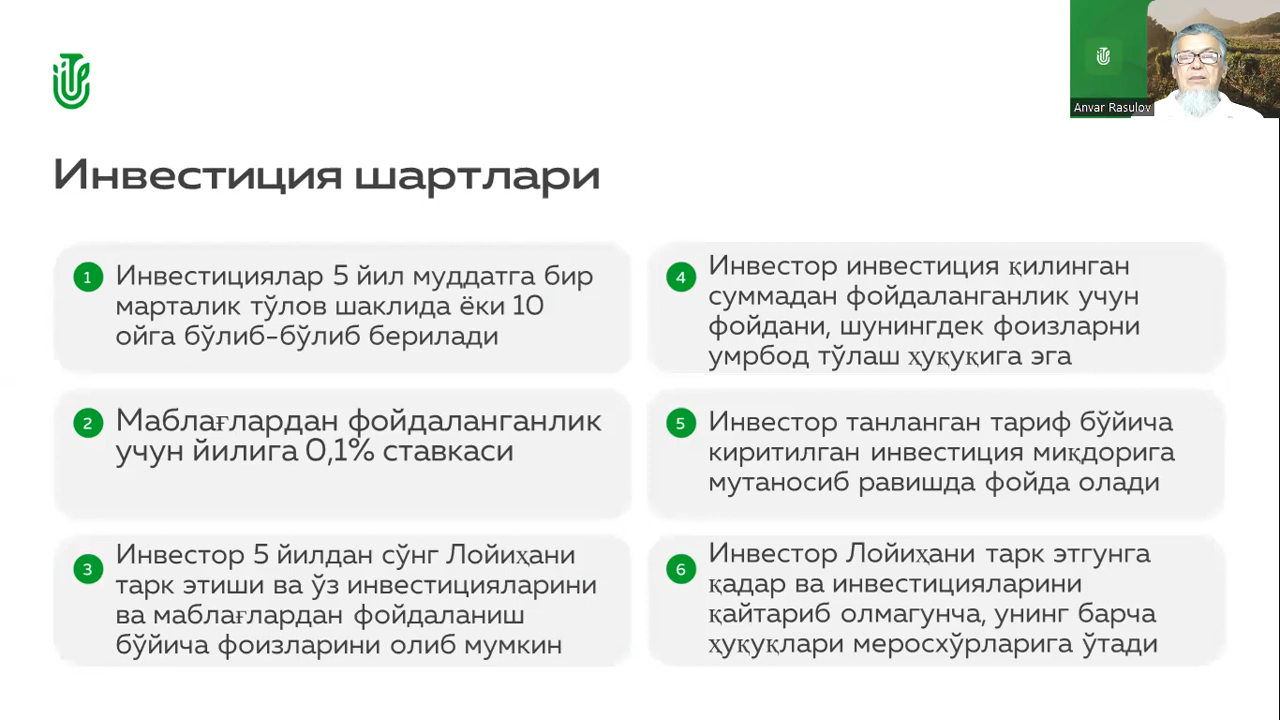 Anvar Rasulov
Инвестиция шартлари
1
Инвестициялар 5 йил муддатга бир
марталик тўлов шаклида ёки 10
ойга бўлиб-бўлиб берилади
2
Маблағлардан фойдаланганлик
учун йилига 0,1% ставкаси
3
Инвестор 5 йилдан сўнг Лойиҳани
тарк этиши ва ўз инвестицияларини
ва маблағлардан фойдаланиш
бўйича фоизларини олиб мумкин
4
Инвестор инвестиция қилинган
суммадан фойдаланганлик учун
фойдани, шунингдек фоизларни
умрбод тўлаш ҳуқуқига эга
5
Инвестор танланган тариф бўйича
киритилган инвестиция миқдорига
мутаносиб равишда фойда олади
6
Инвестор Лойиҳани тарк этгунга
қадар ва инвестицияларини
қайтариб олмагунча, унинг барча
ҳуқуқлари меросхўрларига ўтади